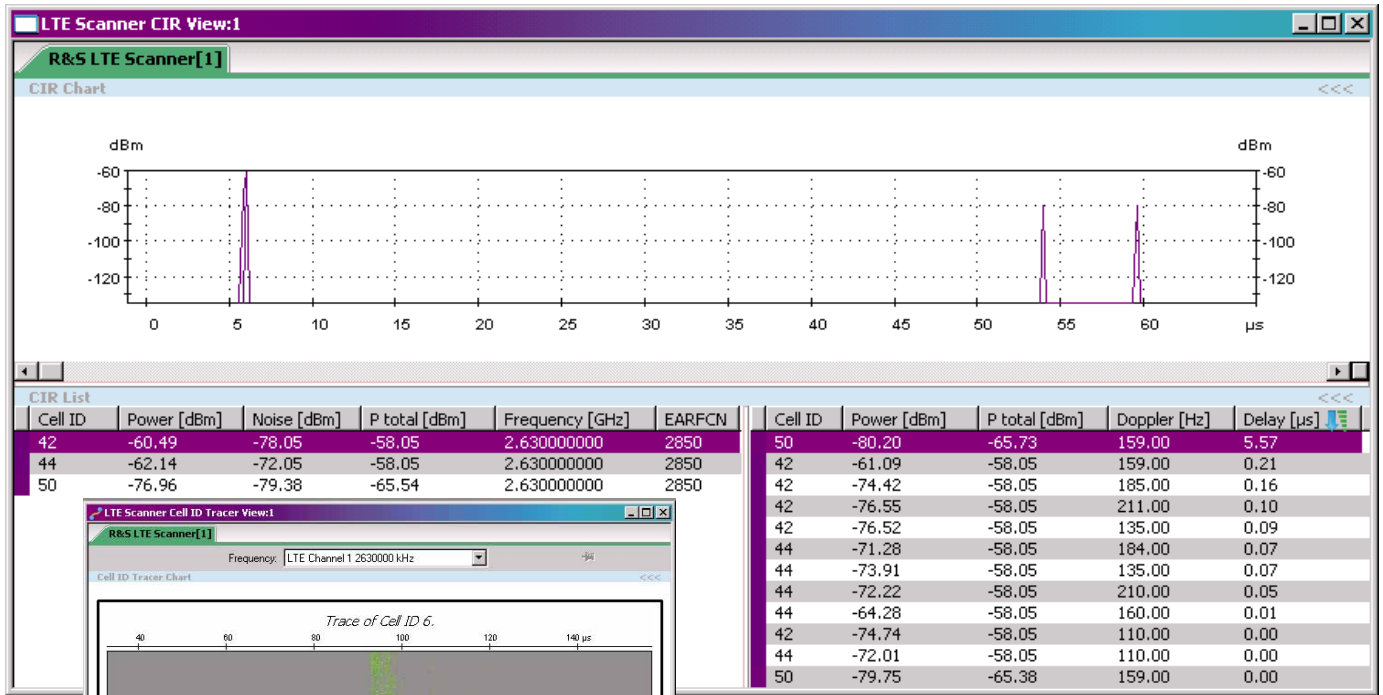 LTE Scanner CIR View:1
R&S LTE Scanner[1]
CIR Chart <<<
dBm dBm
-60 -60
-80 -80
-100 -100
-120 -120
0 5 10 15 20 25 30 35 40 45 50 55 60 µs
CIR List <<<
Cell ID Power [dBm] Noise [dBm] P total [dBm] Frequency [GHz] EARFCN
42 -60.49 -78.05 -58.05 2.630000000 2850
44 -62.14 -72.05 -58.05 2.630000000 2850
50 -76.96 -79.38 -65.54 2.630000000 2850
Cell ID Power [dBm] P total [dBm] Doppler [Hz] Delay [µs]
50 -80.20 -65.73 159.00 5.57
42 -61.09 -58.05 159.00 0.21
42 -74.42 -58.05 185.00 0.16
42 -76.55 -58.05 211.00 0.10
42 -76.52 -58.05 135.00 0.09
44 -71.28 -58.05 184.00 0.07
44 -73.91 -58.05 135.00 0.07
44 -72.22 -58.05 210.00 0.05
44 -64.28 -58.05 160.00 0.01
42 -74.74 -58.05 110.00 0.00
44 -72.01 -58.05 110.00 0.00
50 -79.75 -65.38 159.00 0.00
LTE Scanner Cell ID Tracer View:1
R&S LTE Scanner[1]
Frequency: LTE Channel 1 2630000 kHz
Cell ID Tracer Chart <<<
Trace of Cell ID 6.
40 60 80 100 120 140 µs